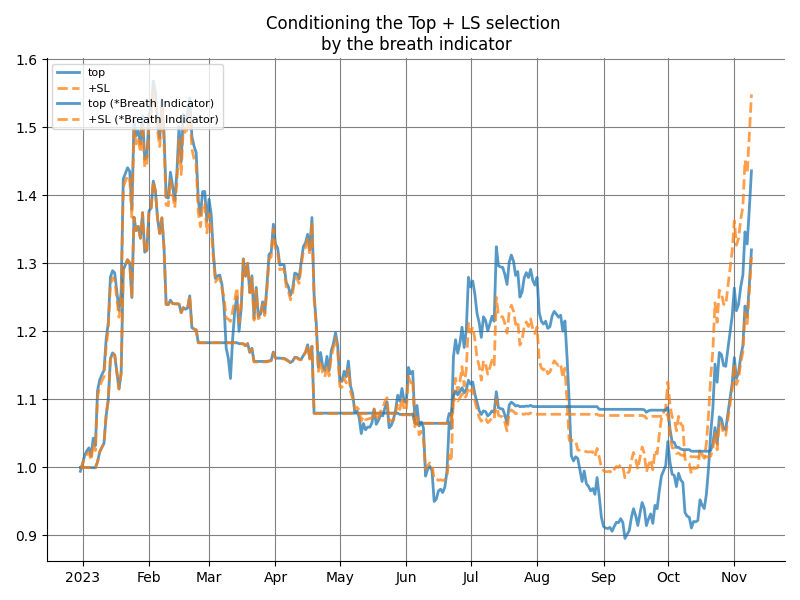 Conditioning the Top + LS selection
by the breath indicator
1.6
1.5
1.4
1.3
1.2
1.1
1.0
0.9
top
+SL
top (*Breath Indicator)
+SL (*Breath Indicator)
2023 Feb Mar Apr May Jun Jul Aug Sep Oct Nov